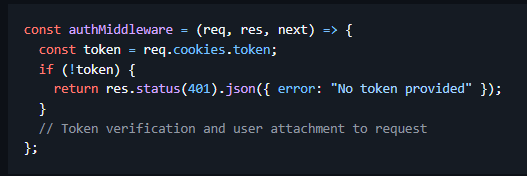 const authMiddleware = (req, res, next) => {
  const token = req.cookies.token;
  if (!token) {
    return res.status(401).json({ error: "No token provided" });
  }
  // Token verification and user attachment to request
};